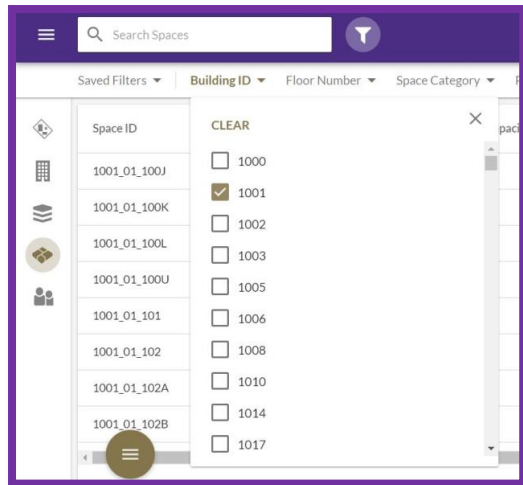 Search Spaces
Saved Filters Building ID Floor Number Space Category
Space ID
1001_01_100J
1001_01_100K
1001_01_100L
1001_01_100U
1001_01_101
1001_01_102
1001_01_102A
1001_01_102B
CLEAR
1000
1001
1002
1003
1005
1006
1008
1010
1014
1017